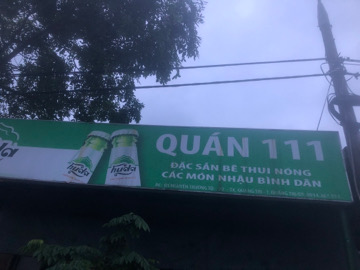 QUÁN 111
huda huda
ĐẶC SẢN BÊ THUI NÓNG
CÁC MÓN NHẬU BÌNH DÂN